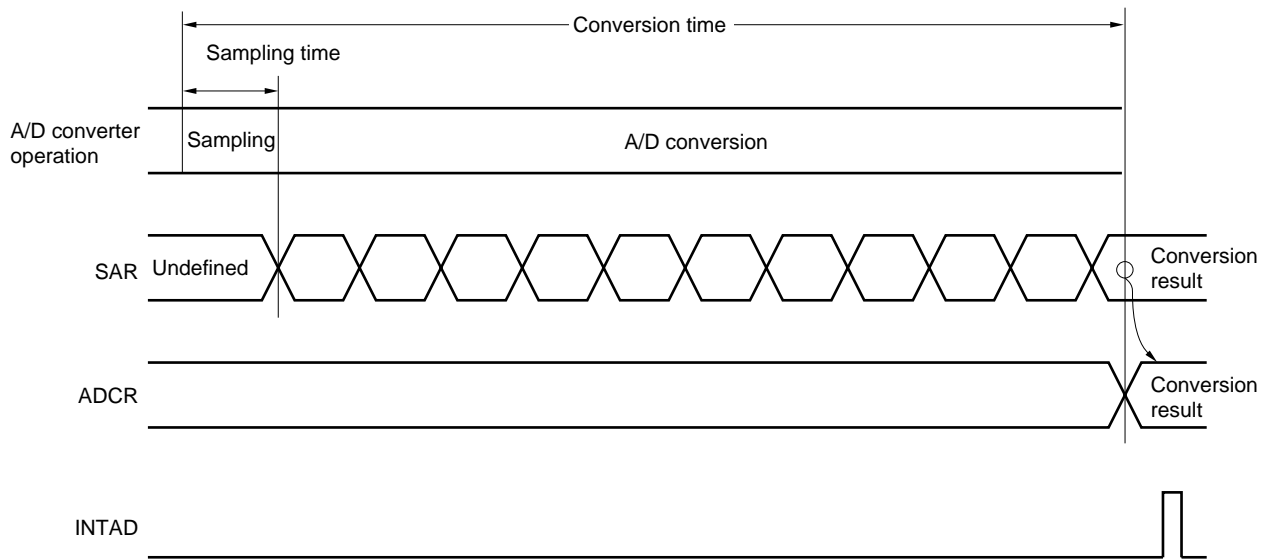 Conversion time
Sampling time
A/D converter
operation
Sampling
A/D conversion
SAR
Undefined
Conversion
result
ADCR
Conversion
result
INTAD